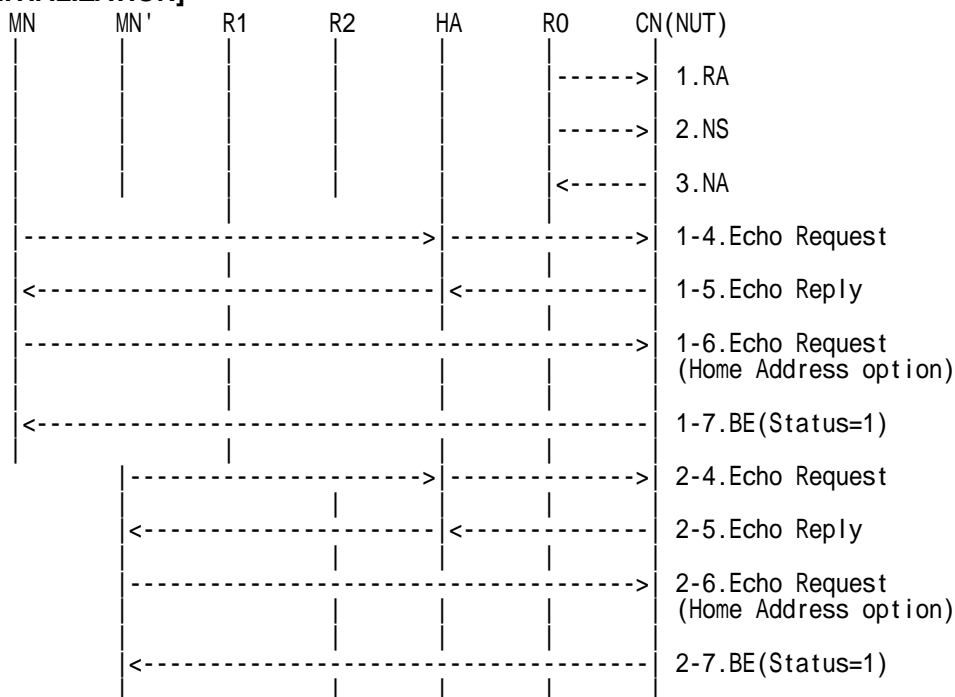 MN MN' R1 R2 HA R0 CN(NUT)
1.RA
2.NS
3.NA
1-4.Echo Request
1-5.Echo Reply
1-6.Echo Request
(Home Address option)
1-7.BE(Status=1)
2-4.Echo Request
2-5.Echo Reply
2-6.Echo Request
(Home Address option)
2-7.BE(Status=1)